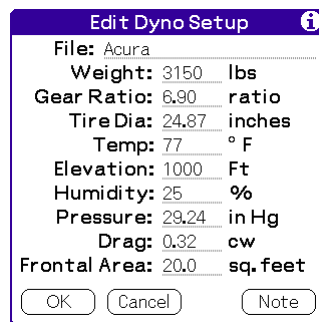 Edit Dyno Setup i
File: Acura
Weight: 3150 lbs
Gear Ratio: 6.90 ratio
Tire Dia: 24.87 inches
Temp: 77 ° F
Elevation: 1000 Ft
Humidity: 25 %
Pressure: 29.24 in Hg
Drag: 0.32 cw
Frontal Area: 20.0 sq. feet
OK Cancel Note